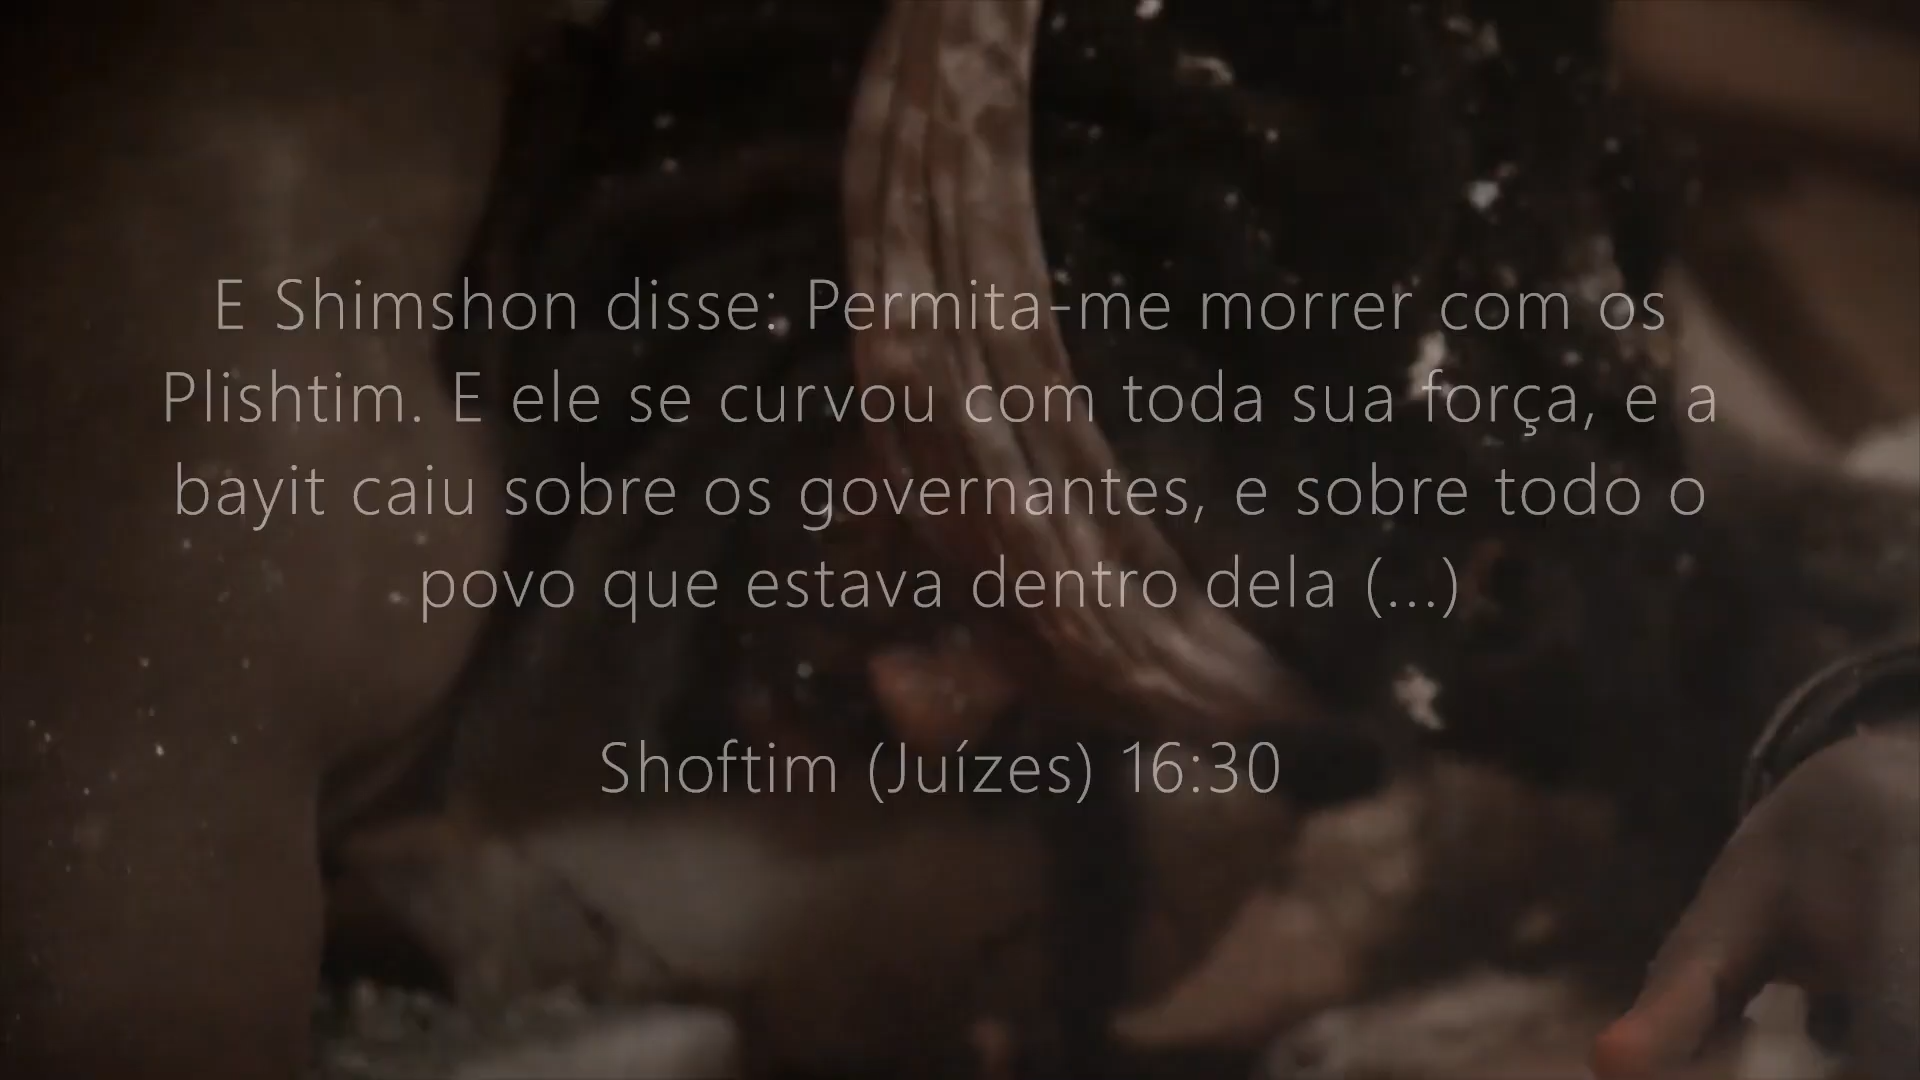 E Shimshon disse: Permita-me morrer com os
Plishtim. E ele se curvou com toda sua força, e a
bayit caiu sobre os governantes, e sobre todo o
povo que estava dentro dela (...)
Shoftim (Juízes) 16:30